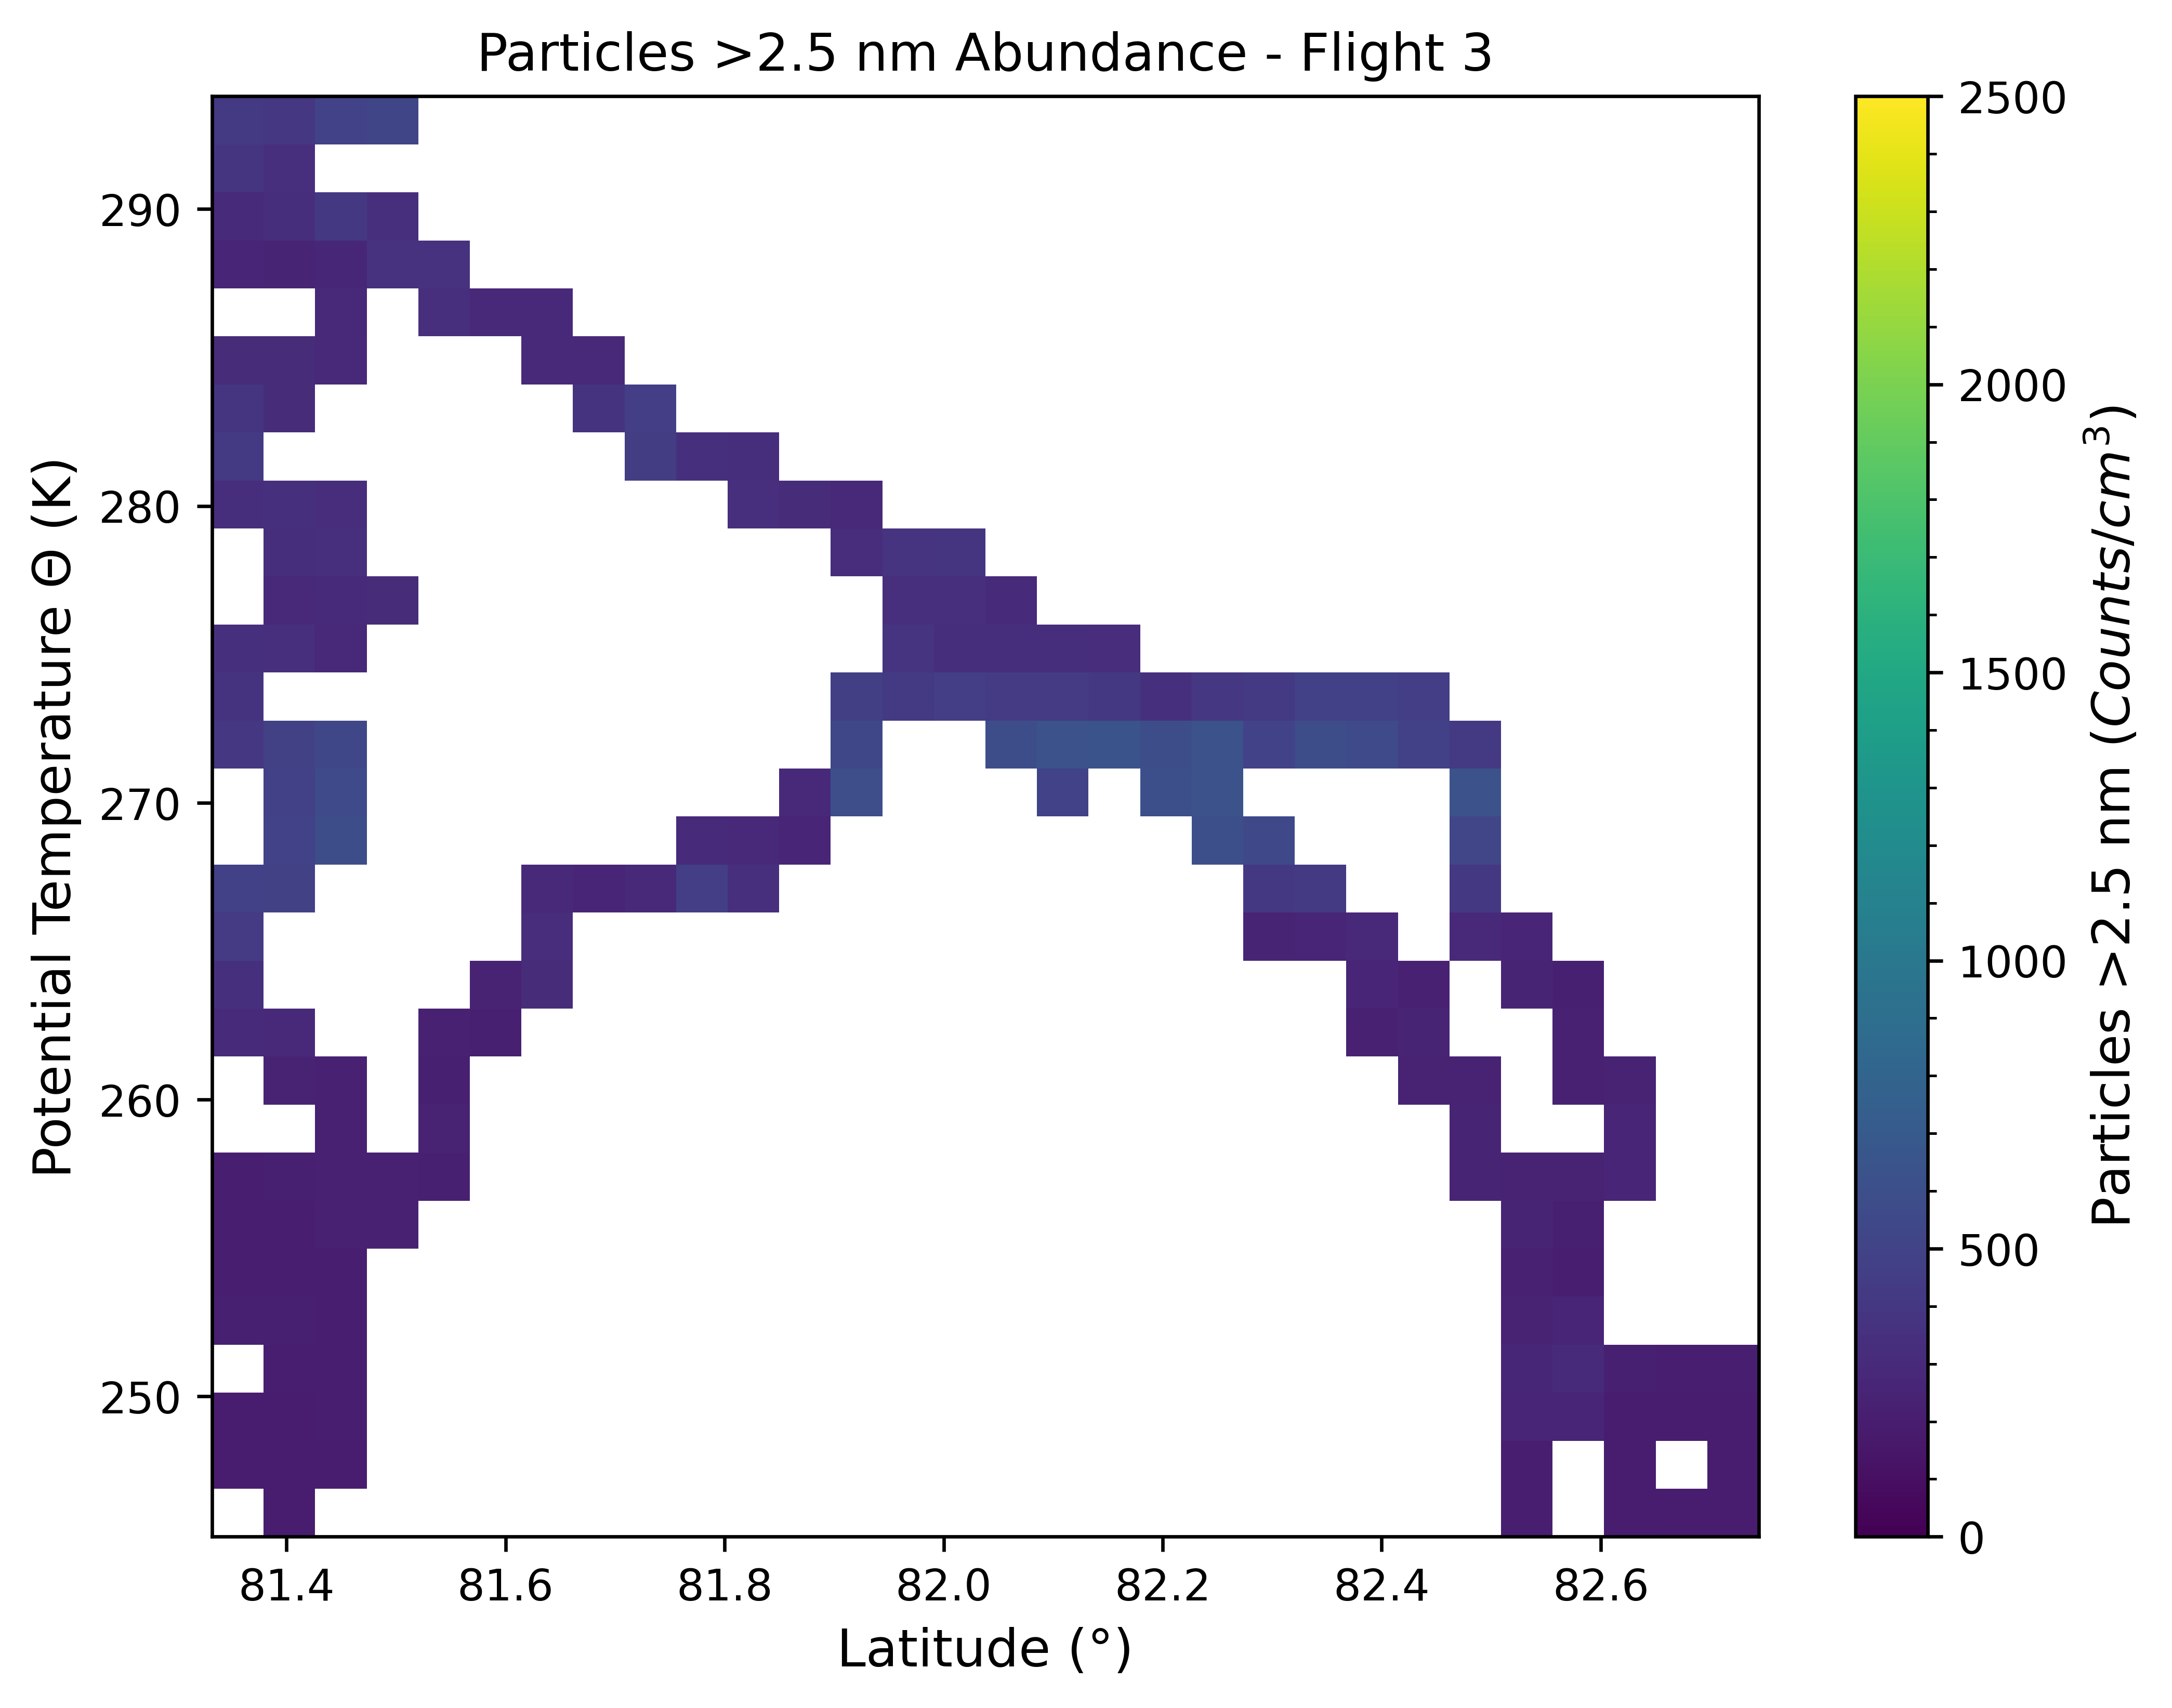 Particles >2.5 nm Abundance - Flight 3
Potential Temperature Θ (K)
290
280
270
260
250
81.4 81.6 81.8 82.0 82.2 82.4 82.6
Latitude (°)
2500
2000
1500
1000
500
0
Particles >2.5 nm (Counts/cm³)